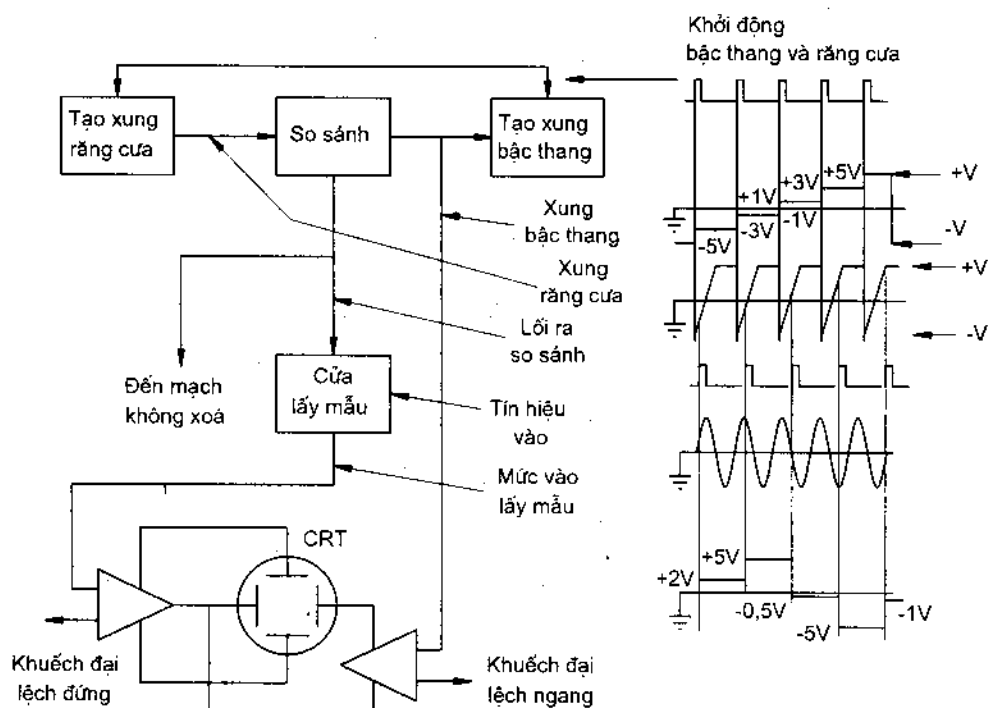 Khởi động
bậc thang và răng cưa
Tạo xung
răng cưa
So sánh
Tạo xung
bậc thang
+5V
+V
+3V
+1V
-1V
-3V
-5V
-V
Xung
bậc thang
Xung
răng cưa
+V
-V
Lối ra
so sánh
Đến mạch
không xoá
Cửa
lấy mẫu
Tín hiệu
vào
Mức vào
lấy mẫu
CRT
+5V
+2V
-0,5V
-5V
-1V
Khuếch đại
lệch đứng
Khuếch đại
lệch ngang